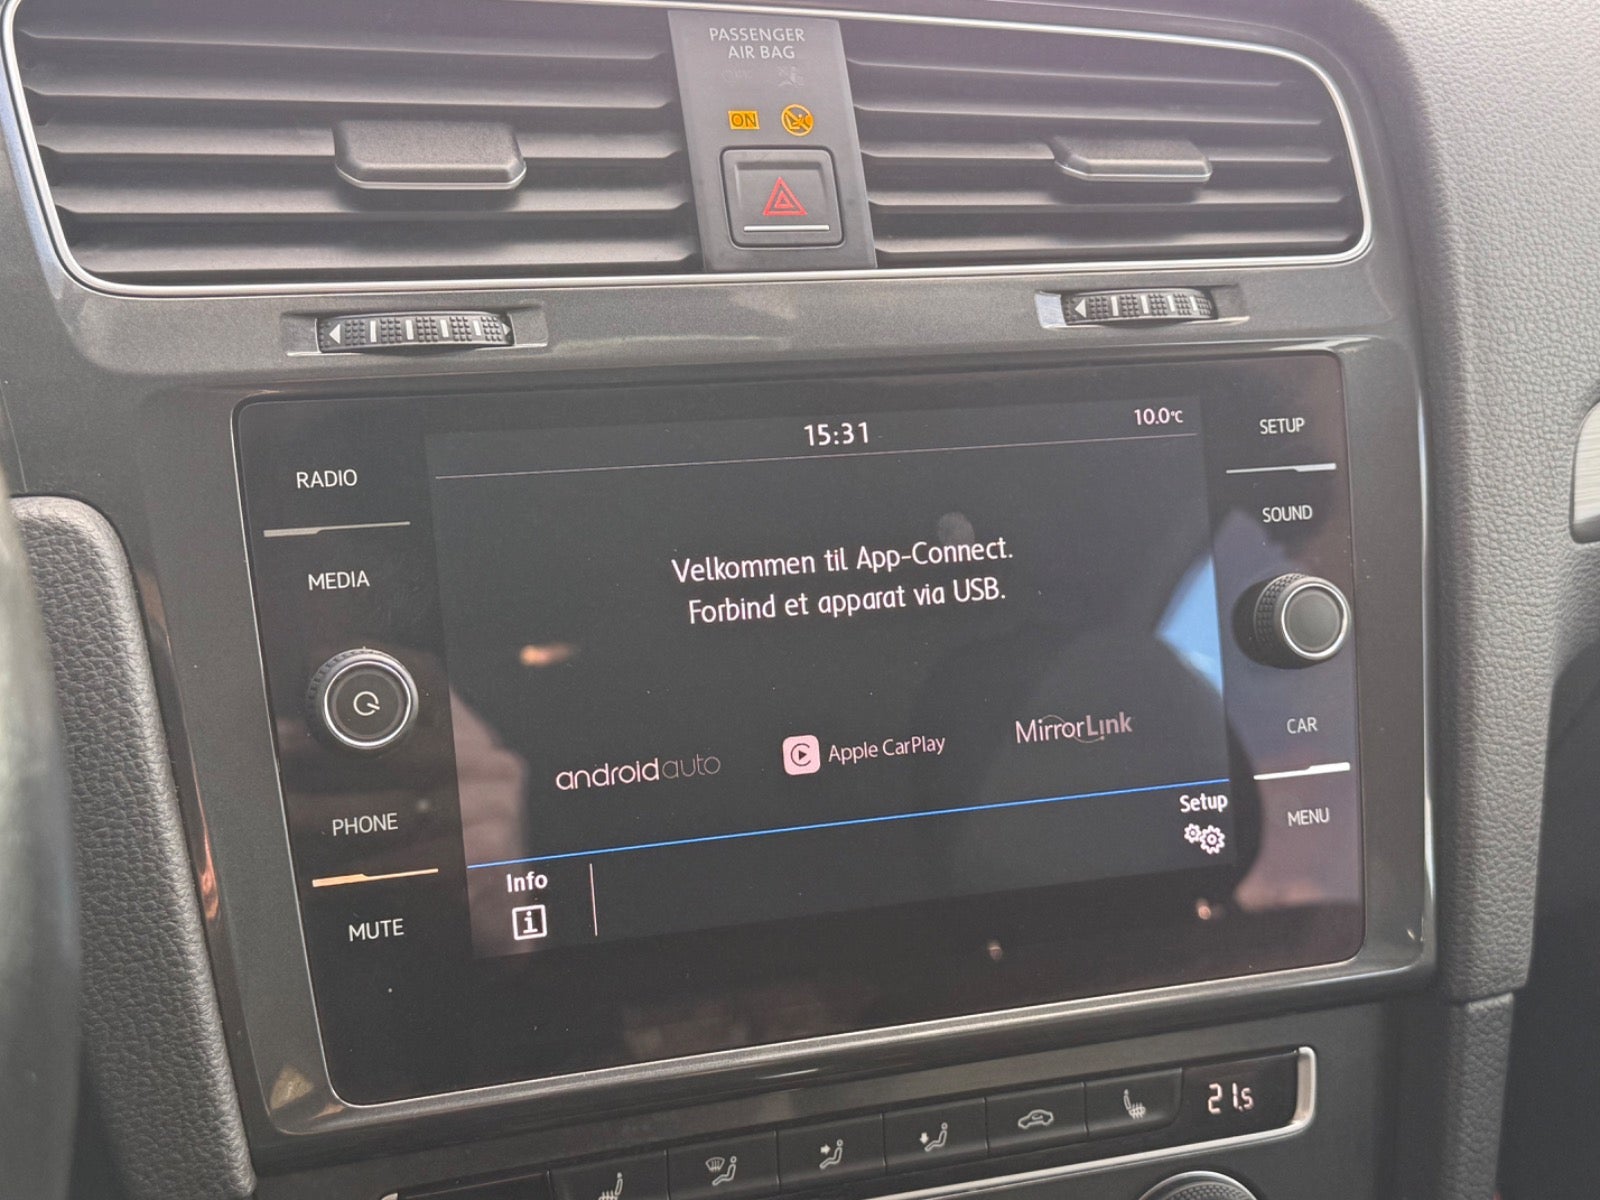 PASSENGER
AIR BAG
OFF
ON
15:31
10.0°C
RADIO
MEDIA
PHONE
MUTE
SETUP
SOUND
CAR
MENU
Velkommen til App-Connect.
Forbind et apparat via USB.
androidauto
Apple CarPlay
MirrorLink
Info
i
Setup
21.5